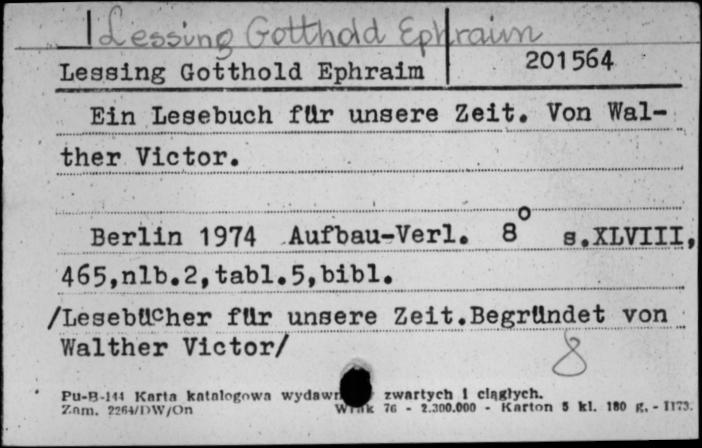 Lessing Gotthold Ephraim
Lessing Gotthold Ephraim 201564
Ein Lesebuch für unsere Zeit. Von Wal-
ther Victor.
Berlin 1974 Aufbau-Verl. 8° s.XLVIII,
465,nlb.2,tabl.5,bibl.
/Lesebücher für unsere Zeit.Begründet von
Walther Victor/
8
Pu-B-144 Karta katalogowa wydawn zwartych i ciągłych.
Zam. 2264/DW/On 76 - 2.300.000 - Karton 5 kl. 180 g. - 1173.